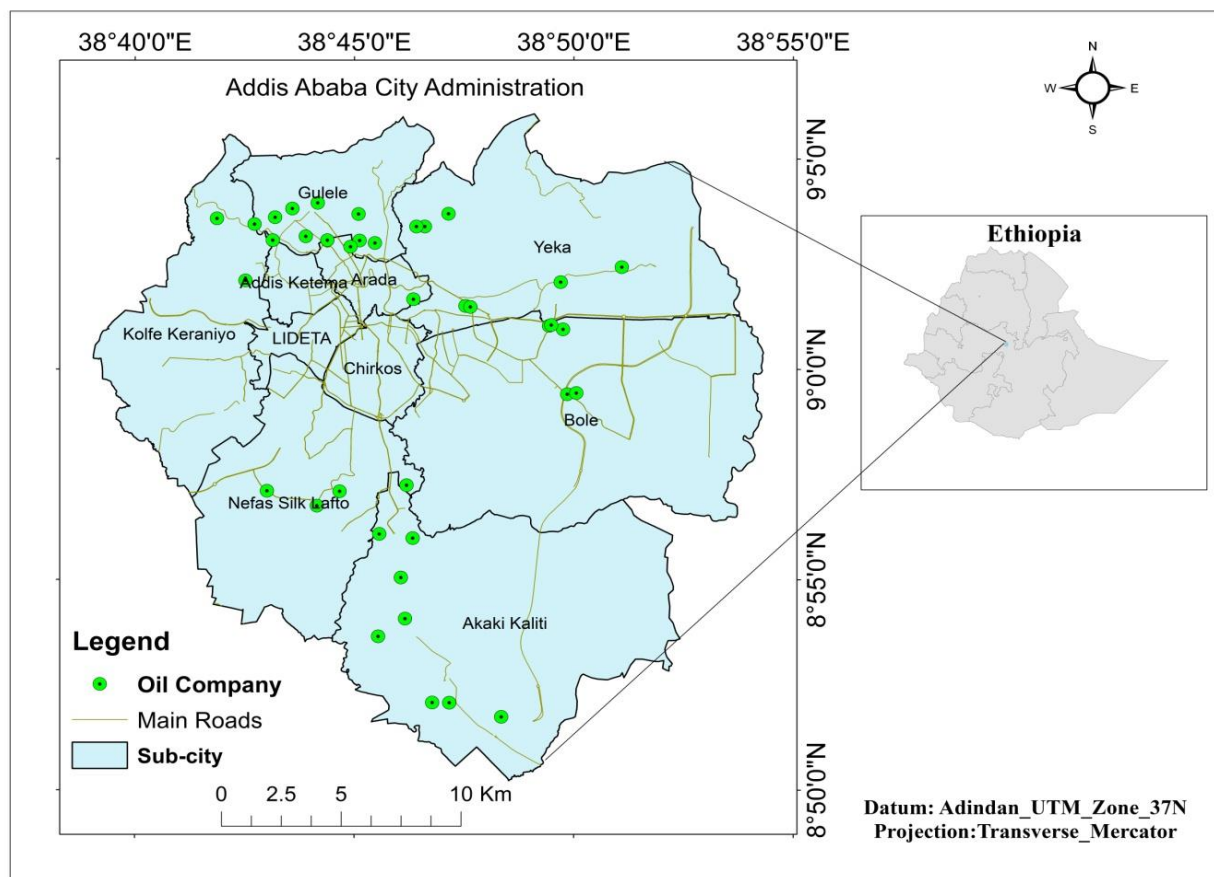 38°40'0"E 38°45'0"E 38°50'0"E 38°55'0"E
Addis Ababa City Administration
N
W E
S
9°5'0"N
9°0'0"N
8°55'0"N
8°50'0"N
Gulele
Yeka
Addis Ketema
Arada
Kolfe Keraniyo
LIDETA
Chirkos
Bole
Nefas Silk Lafto
Akaki Kaliti
Ethiopia
Legend
Oil Company
Main Roads
Sub-city
0 2.5 5 10 Km
Datum: Adindan_UTM_Zone_37N
Projection:Transverse_Mercator